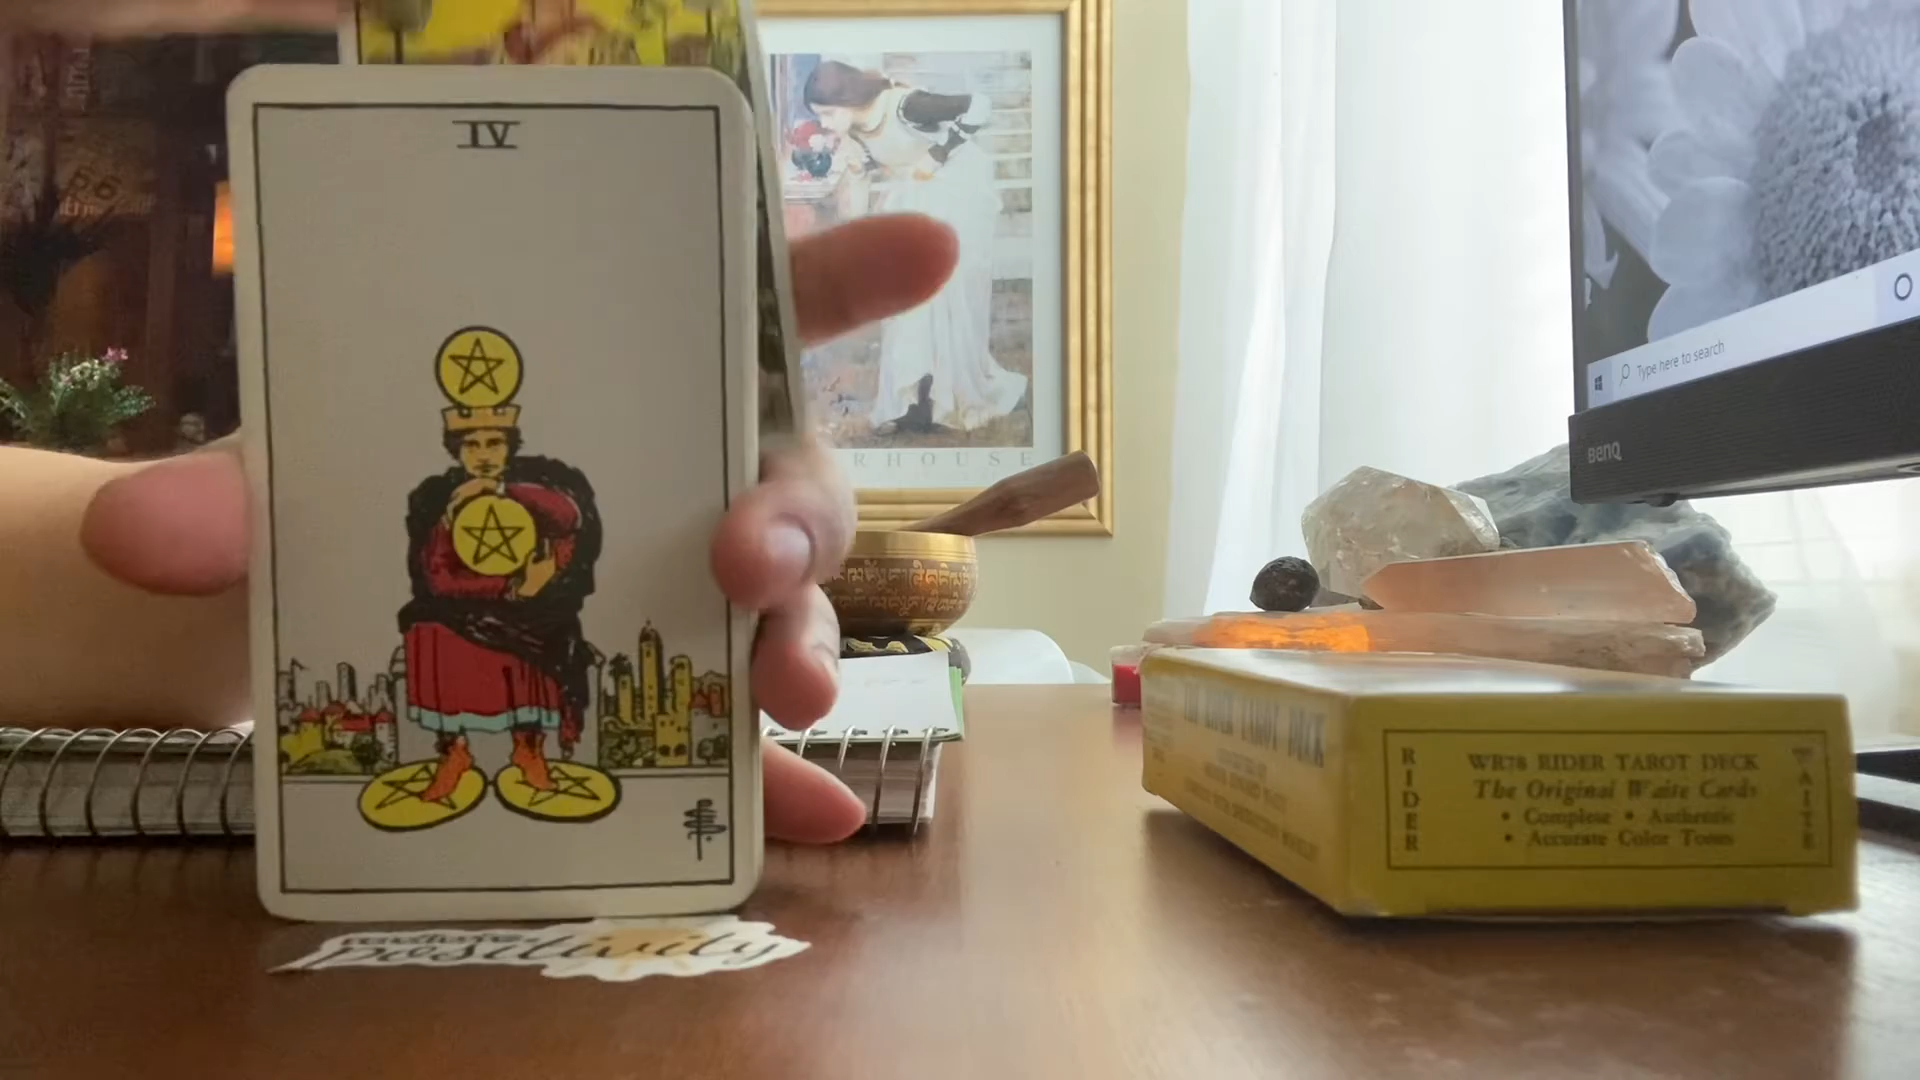 IV
RHOUSE
Type here to search
BenQ
THE RIDER TAROT DECK
RIDER
WR78 RIDER TAROT DECK
The Original Waite Cards
• Complete • Authentic
• Accurate Color Tones
WAITE
positivity